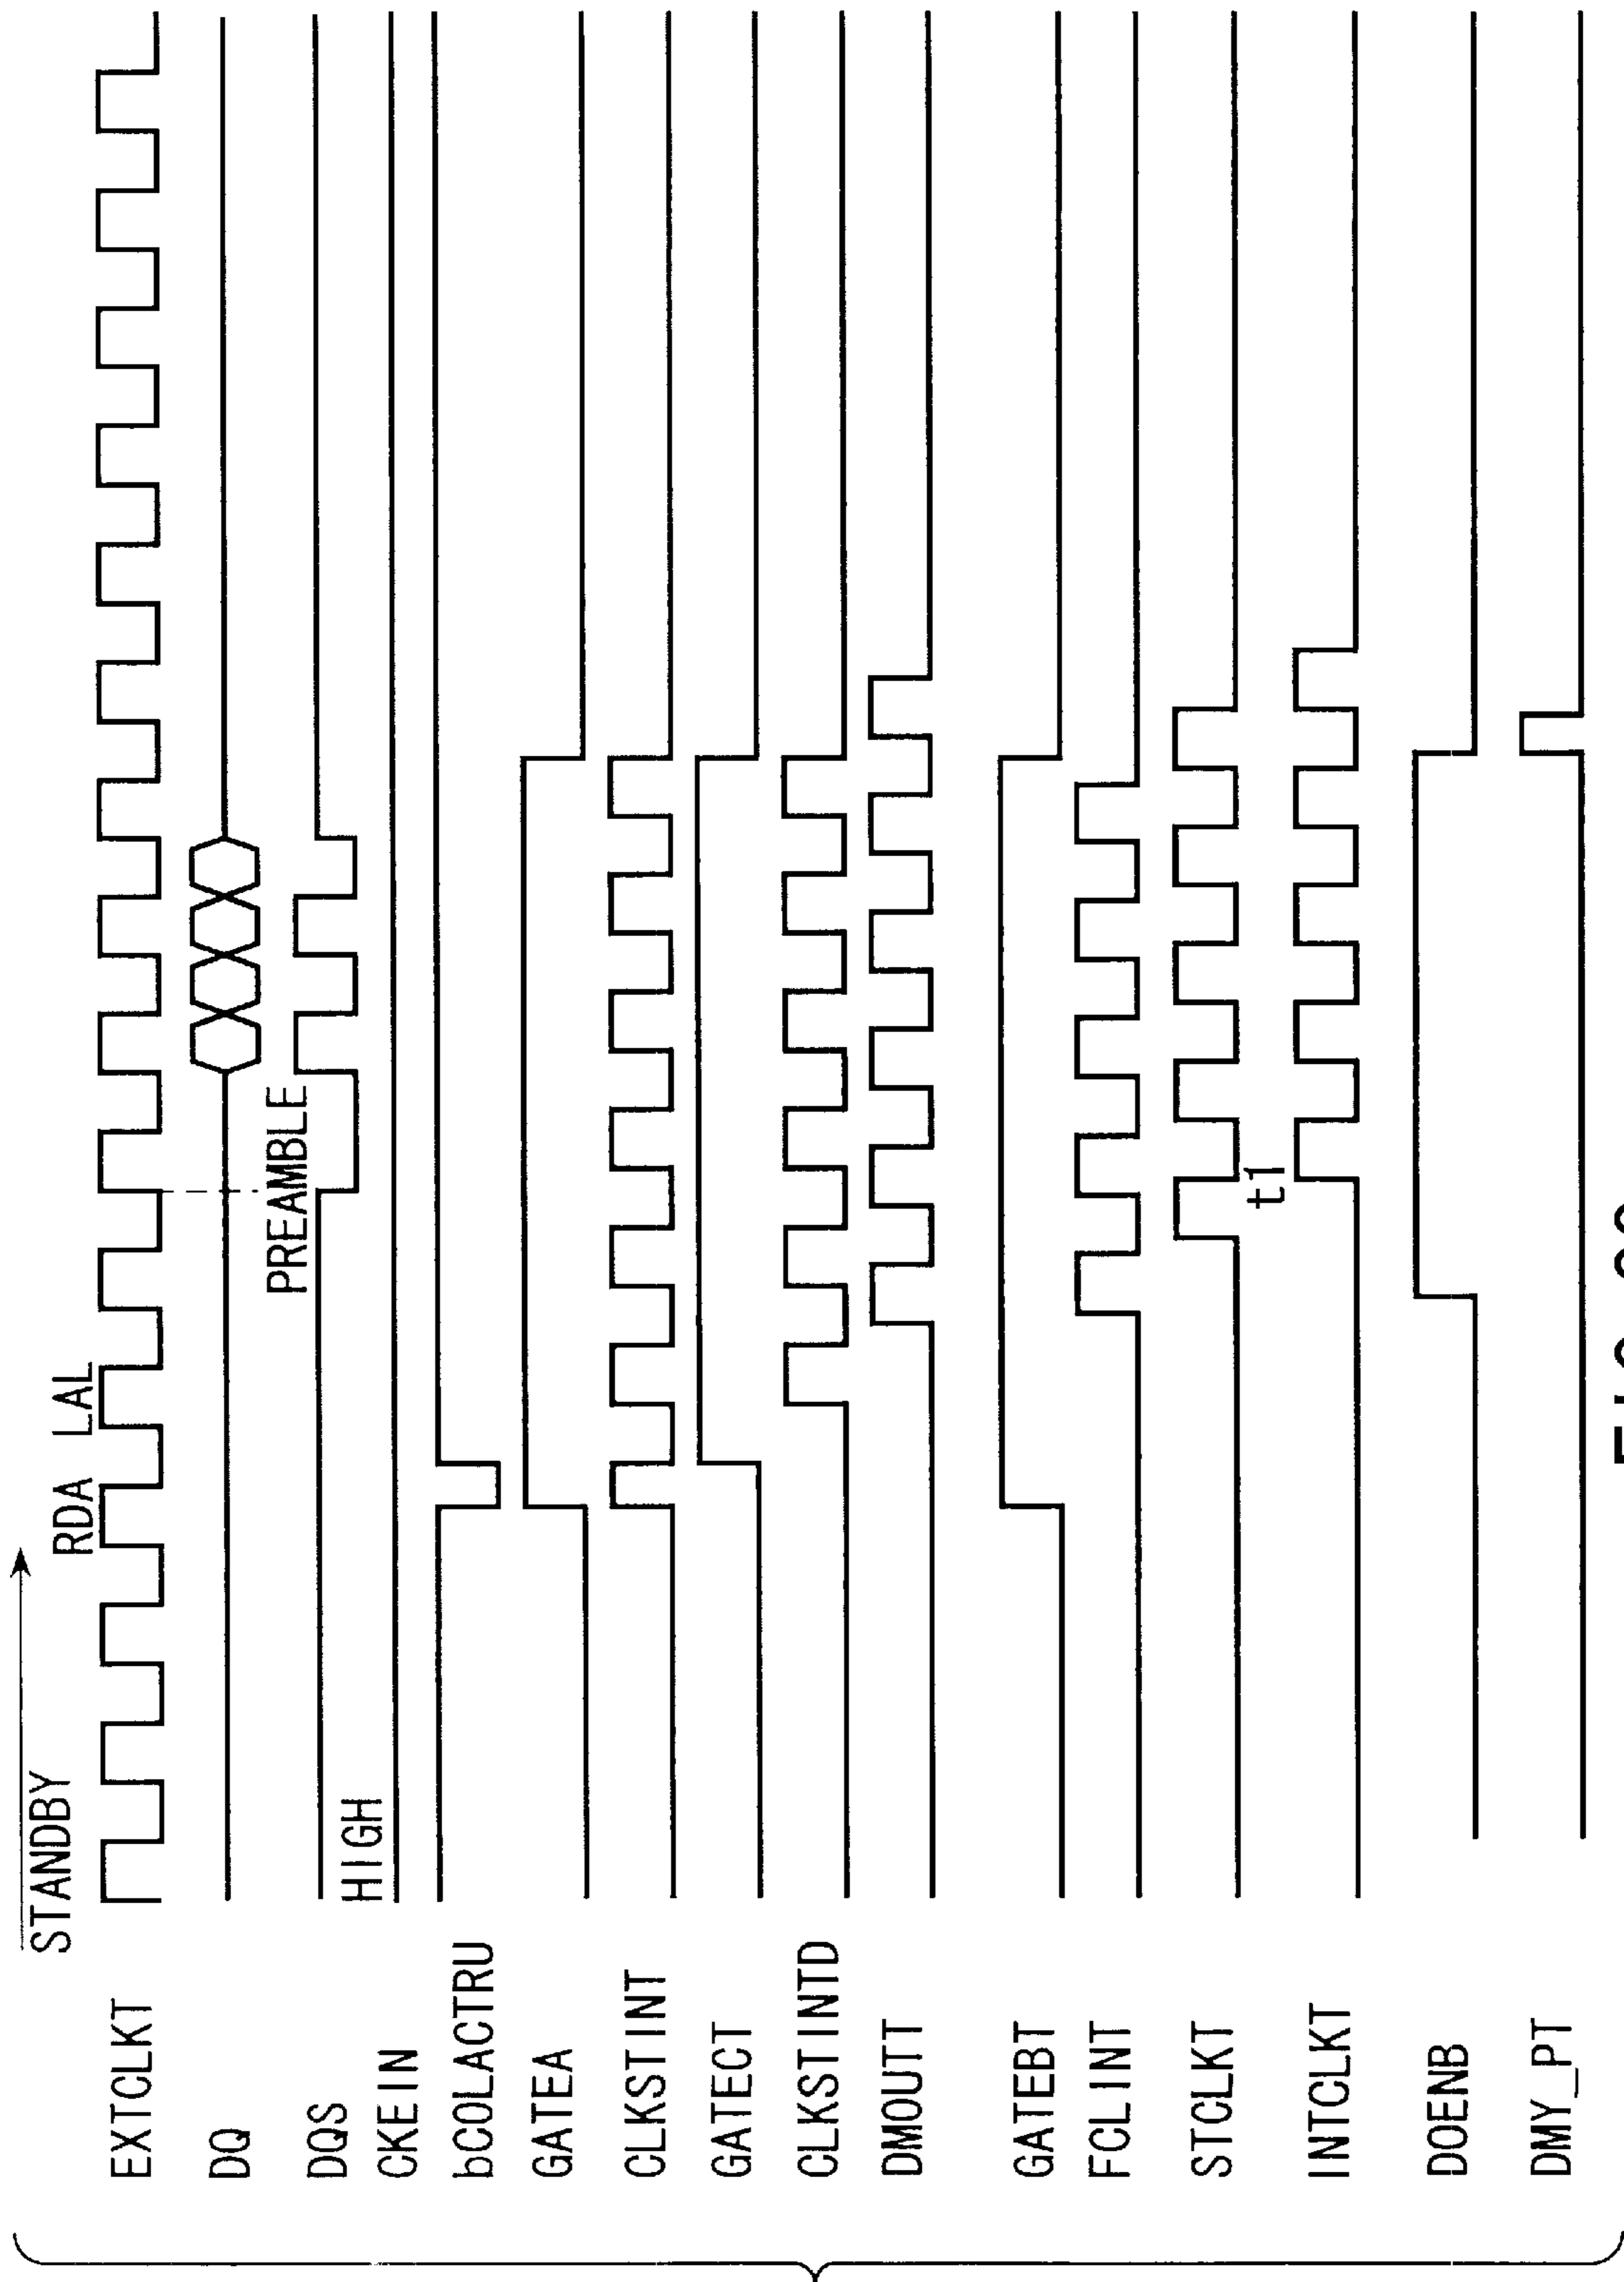 STANDBY
RDA LAL
EXTCLKT
DQ
PREAMBLE
DQS
HIGH
CKEIN
bCOLACTRU
GATEA
CLKSTINT
GATECT
CLKSTINTD
DMOUTT
GATEBT
FCLINT
STCLKT
t1
INTCLKT
DOENB
DMY_PT